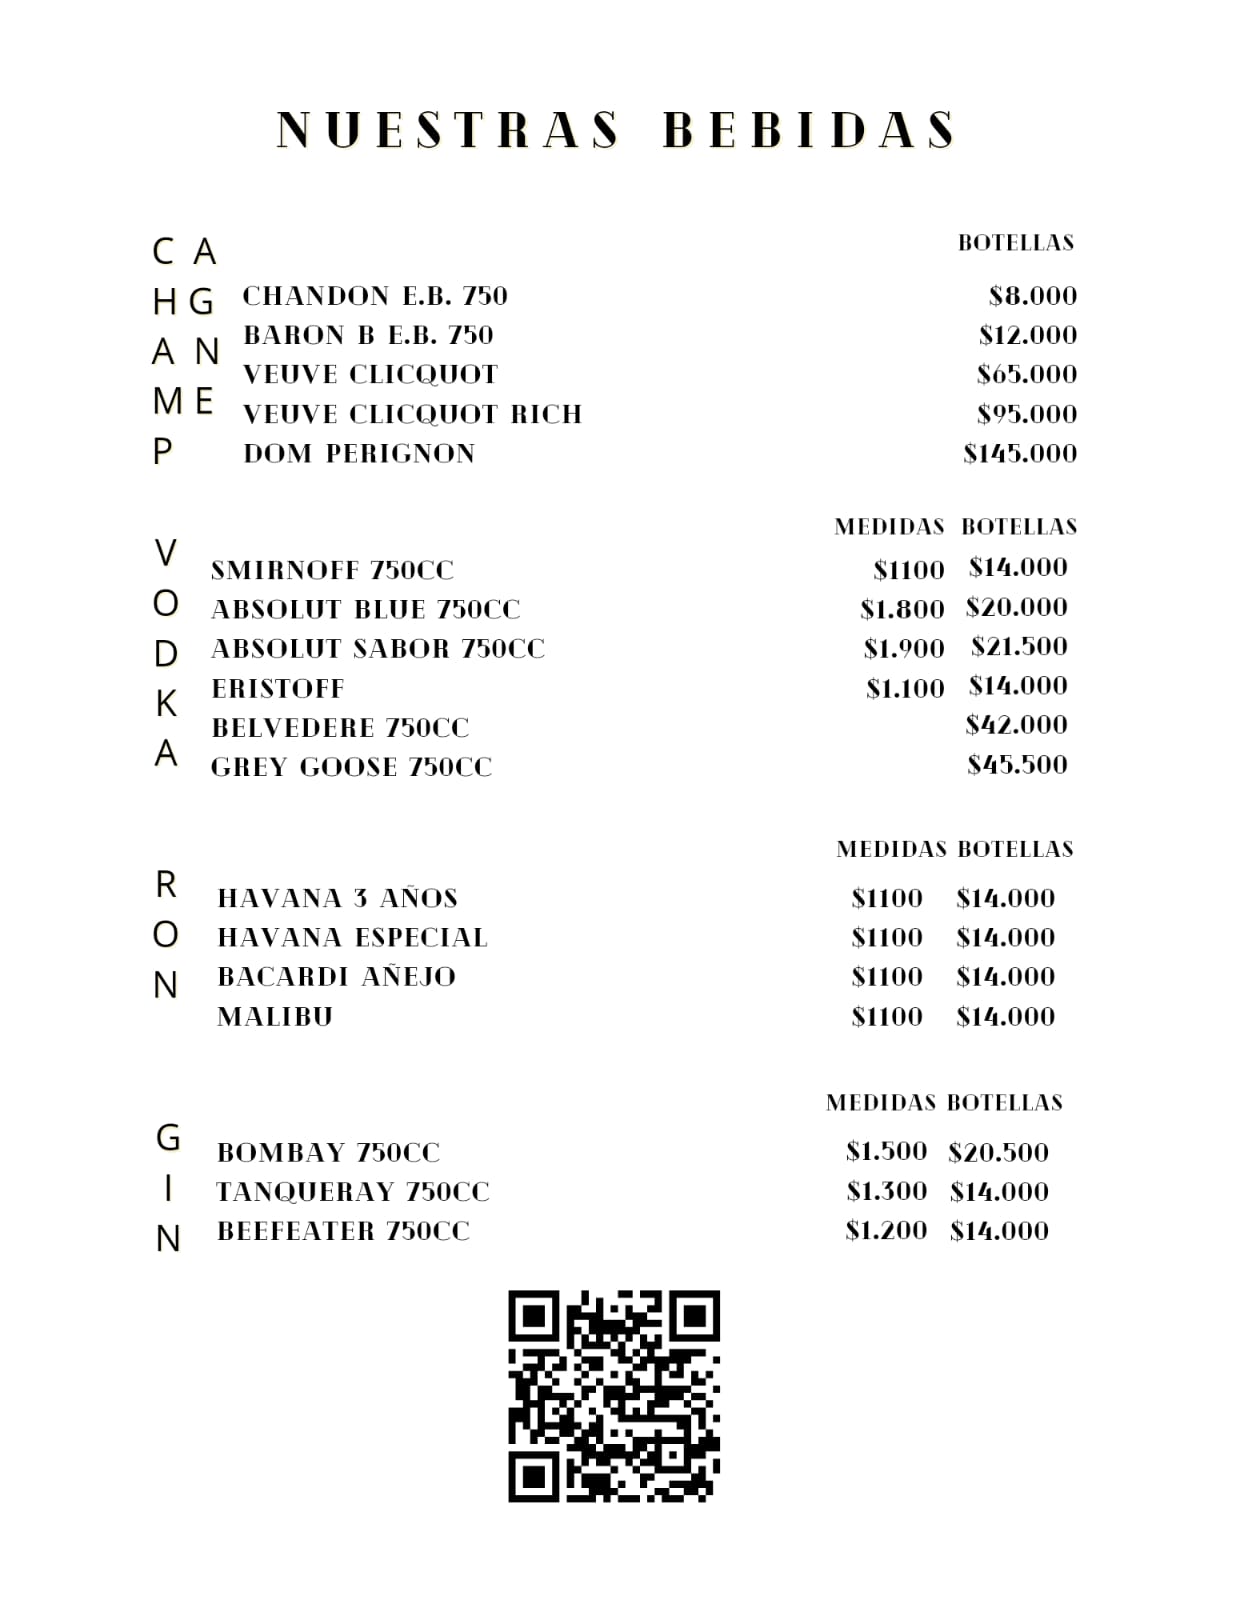 NUESTRAS BEBIDAS
CHAMPAGNE
BOTELLAS
CHANDON E.B. 750 $8.000
BARON B E.B. 750 $12.000
VEUVE CLICQUOT $65.000
VEUVE CLICQUOT RICH $95.000
DOM PERIGNON $145.000
VODKA
MEDIDAS BOTELLAS
SMIRNOFF 750CC $1100 $14.000
ABSOLUT BLUE 750CC $1.800 $20.000
ABSOLUT SABOR 750CC $1.900 $21.500
ERISTOFF $1.100 $14.000
BELVEDERE 750CC $42.000
GREY GOOSE 750CC $45.500
RON
MEDIDAS BOTELLAS
HAVANA 3 AÑOS $1100 $14.000
HAVANA ESPECIAL $1100 $14.000
BACARDI AÑEJO $1100 $14.000
MALIBU $1100 $14.000
GIN
MEDIDAS BOTELLAS
BOMBAY 750CC $1.500 $20.500
TANQUERAY 750CC $1.300 $14.000
BEEFEATER 750CC $1.200 $14.000